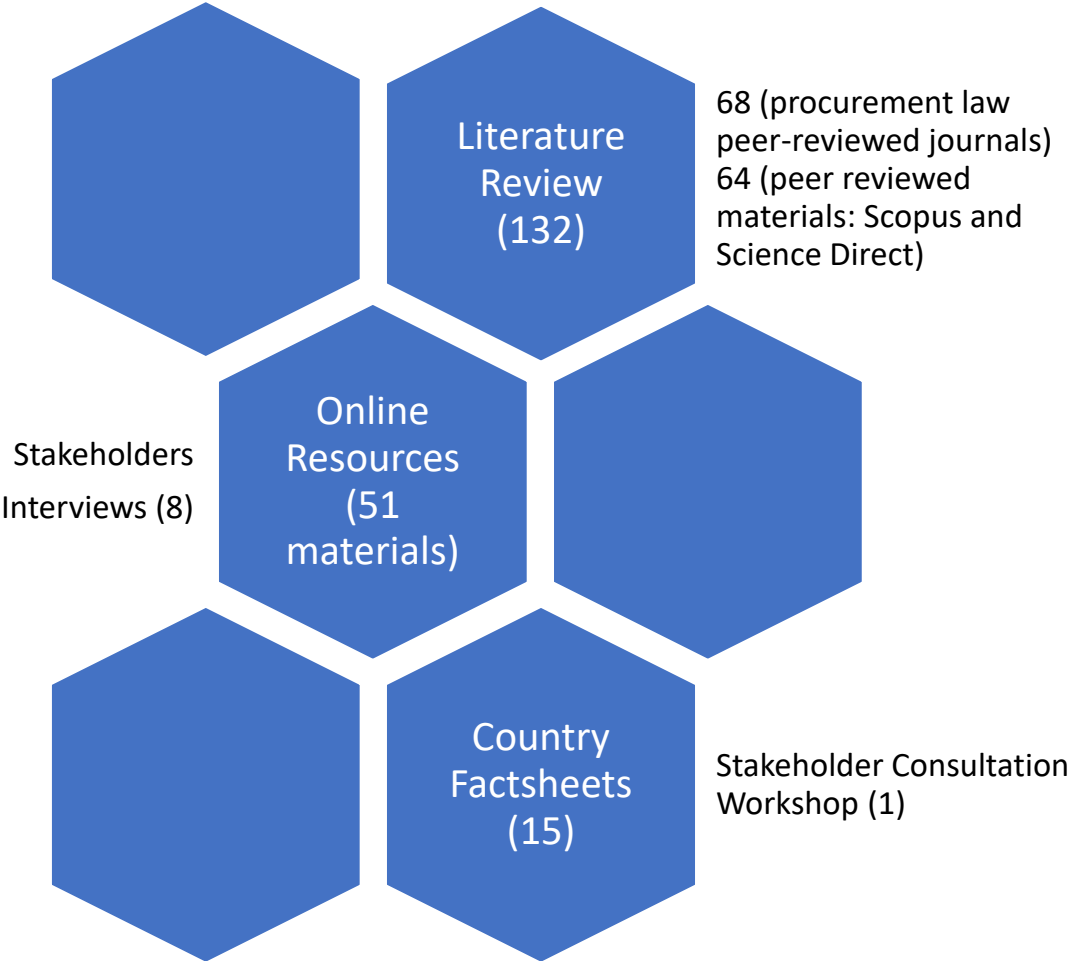 Literature
Review
(132)
68 (procurement law
peer-reviewed journals)
64 (peer reviewed
materials: Scopus and
Science Direct)
Stakeholders
Interviews (8)
Online
Resources
(51
materials)
Country
Factsheets
(15)
Stakeholder Consultation
Workshop (1)